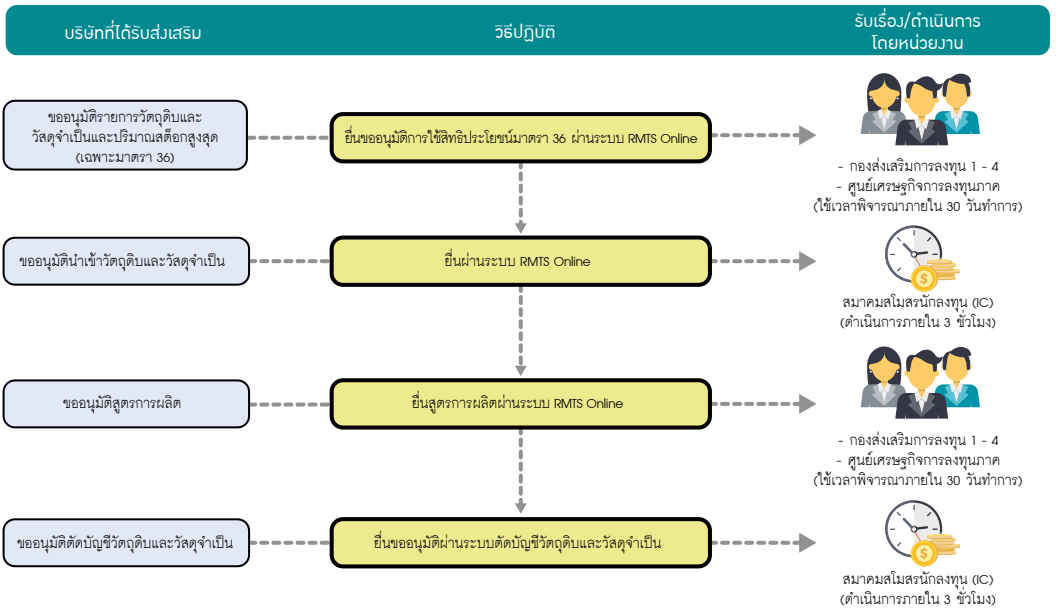 บริษัทที่ได้รับส่งเสริม
วิธีปฏิบัติ
รับเรื่อง/ดำเนินการ
โดยหน่วยงาน
ขออนุมัติรายการวัตถุดิบและ
วัสดุจำเป็นและปริมาณสต็อกสูงสุด
(เฉพาะมาตรา 36)
ยื่นขออนุมัติการใช้สิทธิประโยชน์มาตรา 36 ผ่านระบบ RMTS Online
- กองส่งเสริมการลงทุน 1 - 4
- ศูนย์เศรษฐกิจการลงทุนภาค
(ใช้เวลาพิจารณาภายใน 30 วันทำการ)
ขออนุมัตินำเข้าวัตถุดิบและวัสดุจำเป็น
ยื่นผ่านระบบ RMTS Online
สมาคมสโมสรนักลงทุน (IC)
(ดำเนินการภายใน 3 ชั่วโมง)
ขออนุมัติสูตรการผลิต
ยื่นสูตรการผลิตผ่านระบบ RMTS Online
- กองส่งเสริมการลงทุน 1 - 4
- ศูนย์เศรษฐกิจการลงทุนภาค
(ใช้เวลาพิจารณาภายใน 30 วันทำการ)
ขออนุมัติตัดบัญชีวัตถุดิบและวัสดุจำเป็น
ยื่นขออนุมัติผ่านระบบตัดบัญชีวัตถุดิบและวัสดุจำเป็น
สมาคมสโมสรนักลงทุน (IC)
(ดำเนินการภายใน 3 ชั่วโมง)